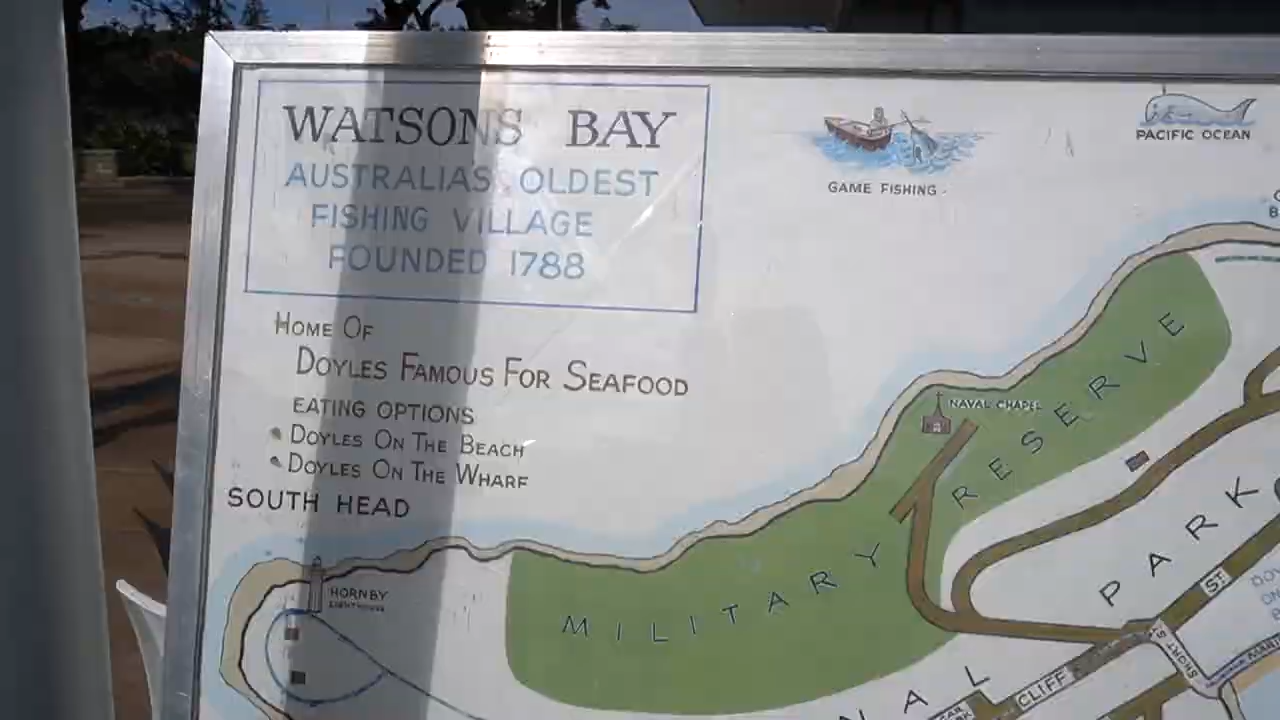 WATSONS BAY
AUSTRALIAS OLDEST
FISHING VILLAGE
FOUNDED 1788
GAME FISHING
PACIFIC OCEAN
HOME OF
DOYLES FAMOUS FOR SEAFOOD
EATING OPTIONS
• DOYLES ON THE BEACH
• DOYLES ON THE WHARF
SOUTH HEAD
NAVAL CHAPEL
HORNBY
LIGHTHOUSE
MILITARY RESERVE
PARK
CLIFF ST
SHORT S